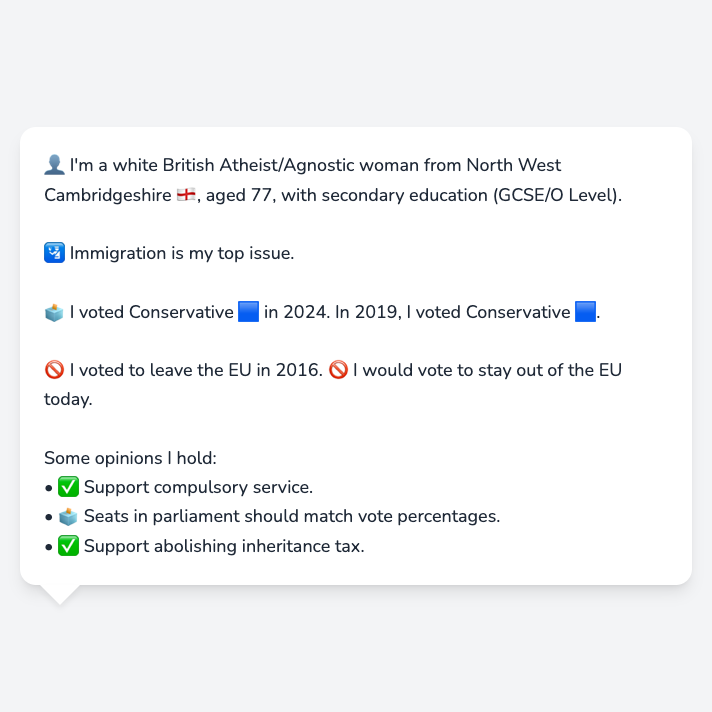 👤 I'm a white British Atheist/Agnostic woman from North West
Cambridgeshire 🏴󠁧󠁢󠁥󠁮󠁧󠁿, aged 77, with secondary education (GCSE/O Level).
🛂 Immigration is my top issue.
🗳️ I voted Conservative 🟦 in 2024. In 2019, I voted Conservative 🟦.
🚫 I voted to leave the EU in 2016. 🚫 I would vote to stay out of the EU
today.
Some opinions I hold:
• ✅ Support compulsory service.
• 🗳️ Seats in parliament should match vote percentages.
• ✅ Support abolishing inheritance tax.